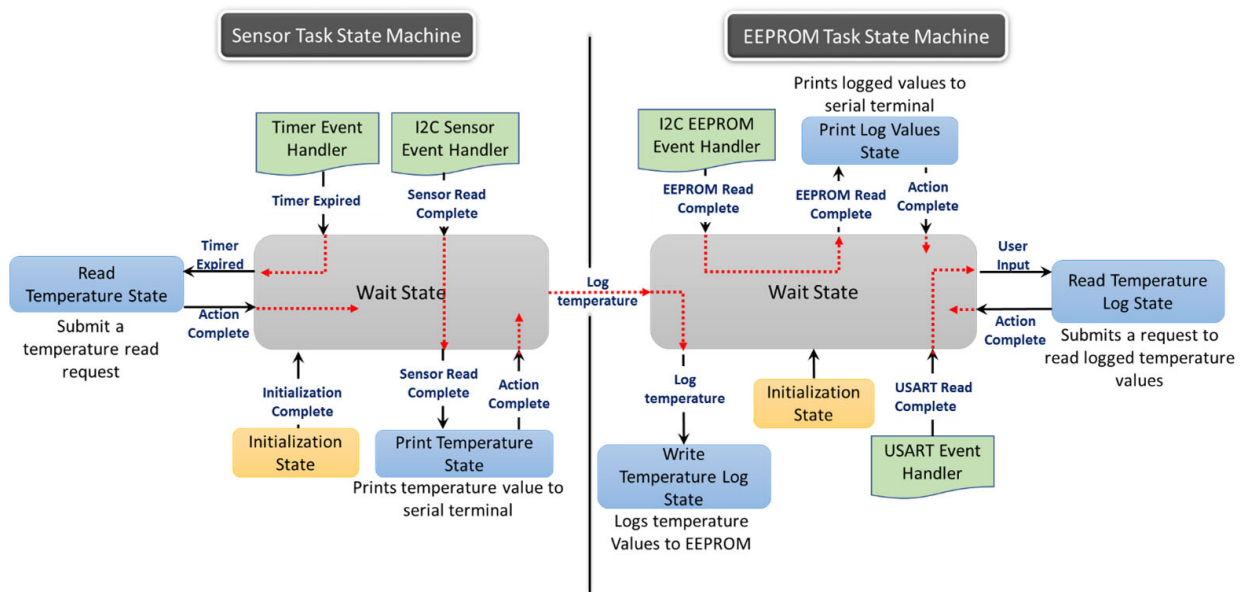 Sensor Task State Machine
Timer Event
Handler
I2C Sensor
Event Handler
Timer Expired
Sensor Read
Complete
Timer
Expired
Read
Temperature State
Action
Complete
Submit a
temperature read
request
Wait State
Initialization
Complete
Initialization
State
Sensor Read
Complete
Action
Complete
Print Temperature
State
Prints temperature value to
serial terminal
Log
temperature
EEPROM Task State Machine
Prints logged values to
serial terminal
I2C EEPROM
Event Handler
Print Log Values
State
EEPROM Read
Complete
EEPROM Read
Complete
Action
Complete
Wait State
User
Input
Read Temperature
Log State
Action
Complete
Submits a request to
read logged temperature
values
Log
temperature
Write
Temperature Log
State
Logs temperature
Values to EEPROM
Initialization
State
USART Read
Complete
USART Event
Handler